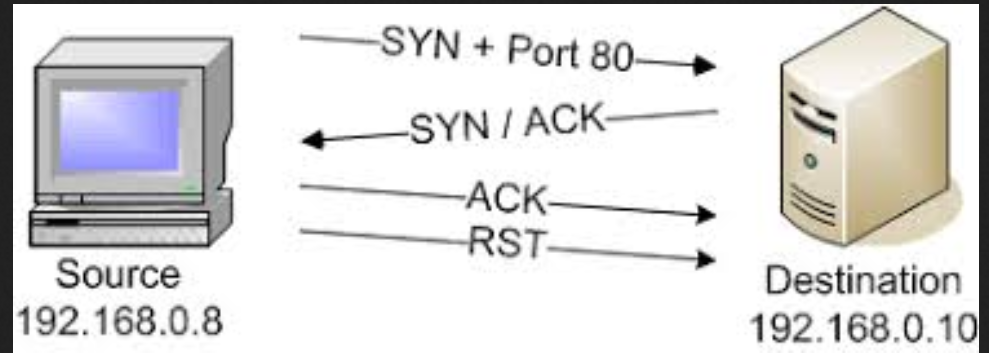 SYN + Port 80
SYN / ACK
ACK
RST
Source
192.168.0.8
Destination
192.168.0.10